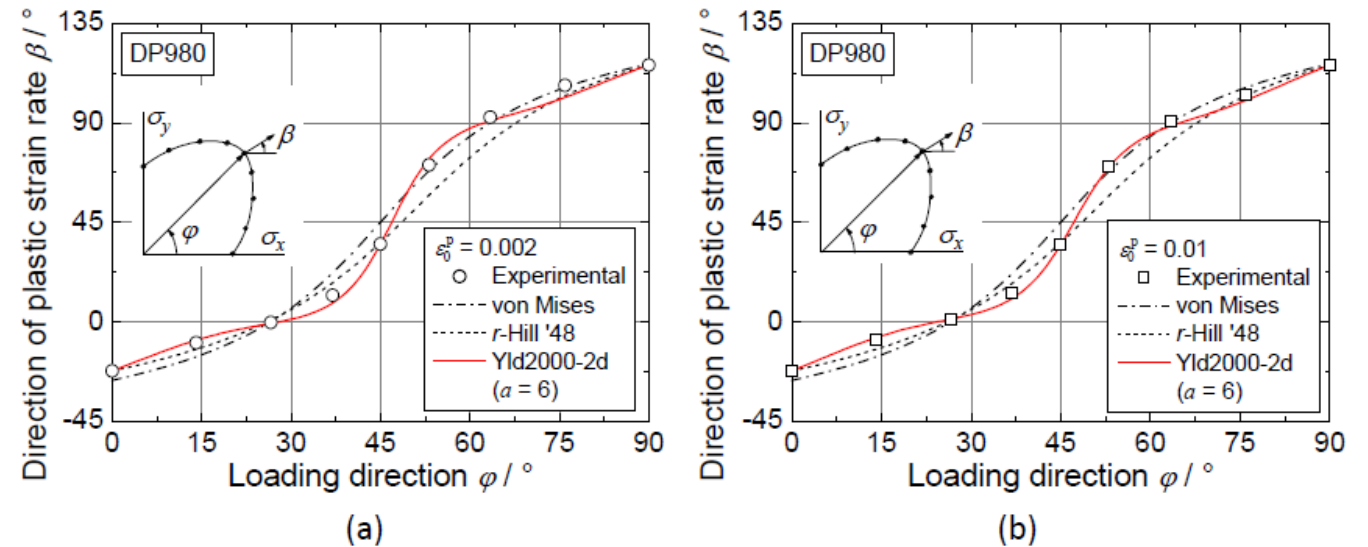 Direction of plastic strain rate β / °
135
90
45
0
-45
DP980
σy
β
φ
σx
ε₀ᵖ = 0.002
Experimental
von Mises
r-Hill '48
Yld2000-2d
(a = 6)
0 15 30 45 60 75 90
Loading direction φ / °
(a)
Direction of plastic strain rate β / °
135
90
45
0
-45
DP980
σy
β
φ
σx
ε₀ᵖ = 0.01
Experimental
von Mises
r-Hill '48
Yld2000-2d
(a = 6)
0 15 30 45 60 75 90
Loading direction φ / °
(b)